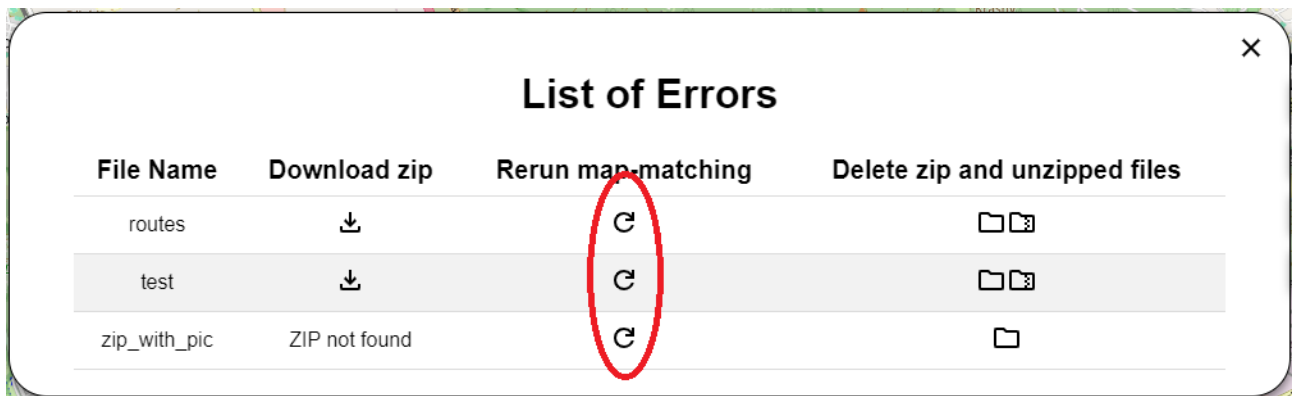 List of Errors
File Name Download zip Rerun map-matching Delete zip and unzipped files
routes
test
zip_with_pic ZIP not found